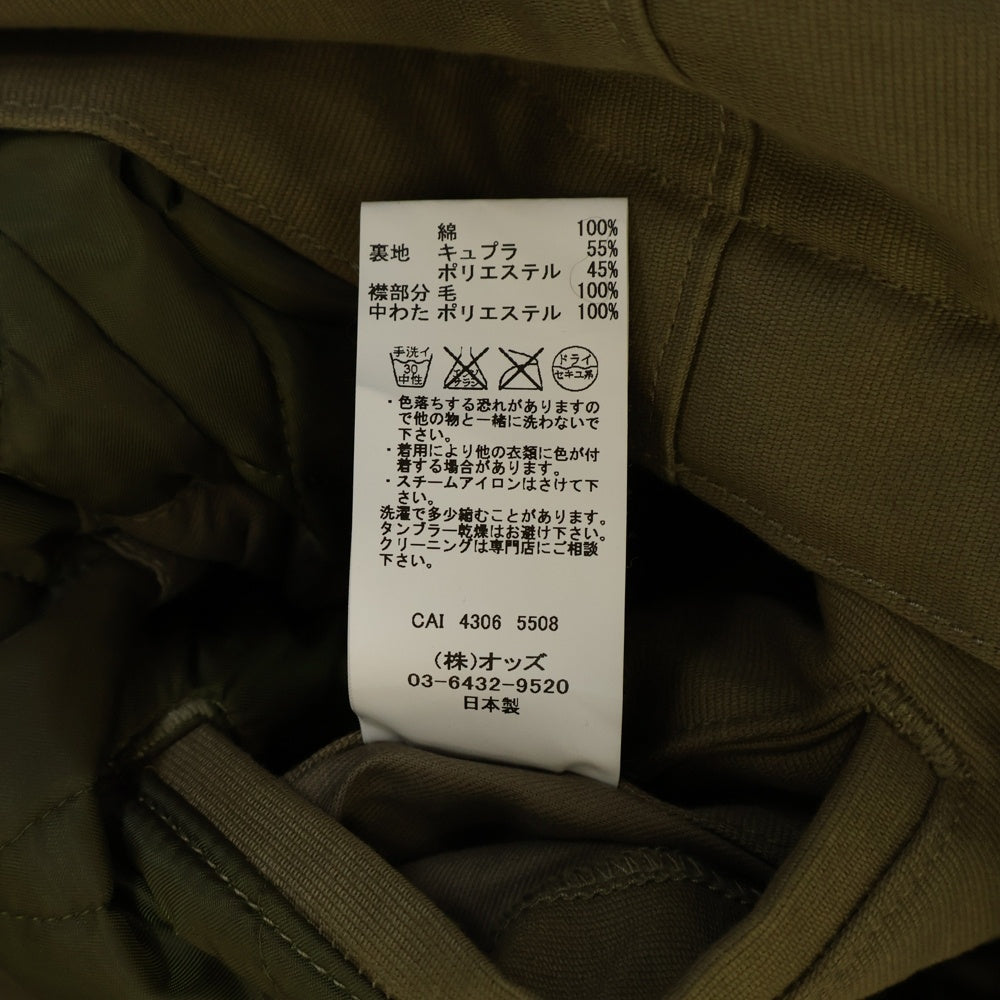 綿 100%
裏地 キュプラ 55%
ポリエステル 45%
襟部分 毛 100%
中わた ポリエステル 100%
手洗イ
30
中性
エンソ
サラシ
ドライ
セキユ系
・色落ちする恐れがありますの
で他の物と一緒に洗わないで
下さい。
・着用により他の衣類に色が付
着する場合があります。
・スチームアイロンはさけて下
さい。
洗濯で多少縮むことがあります。
タンブラー乾燥はお避け下さい。
クリーニングは専門店にご相談
下さい。
CAI 4306 5508
(株)オッズ
03-6432-9520
日本製